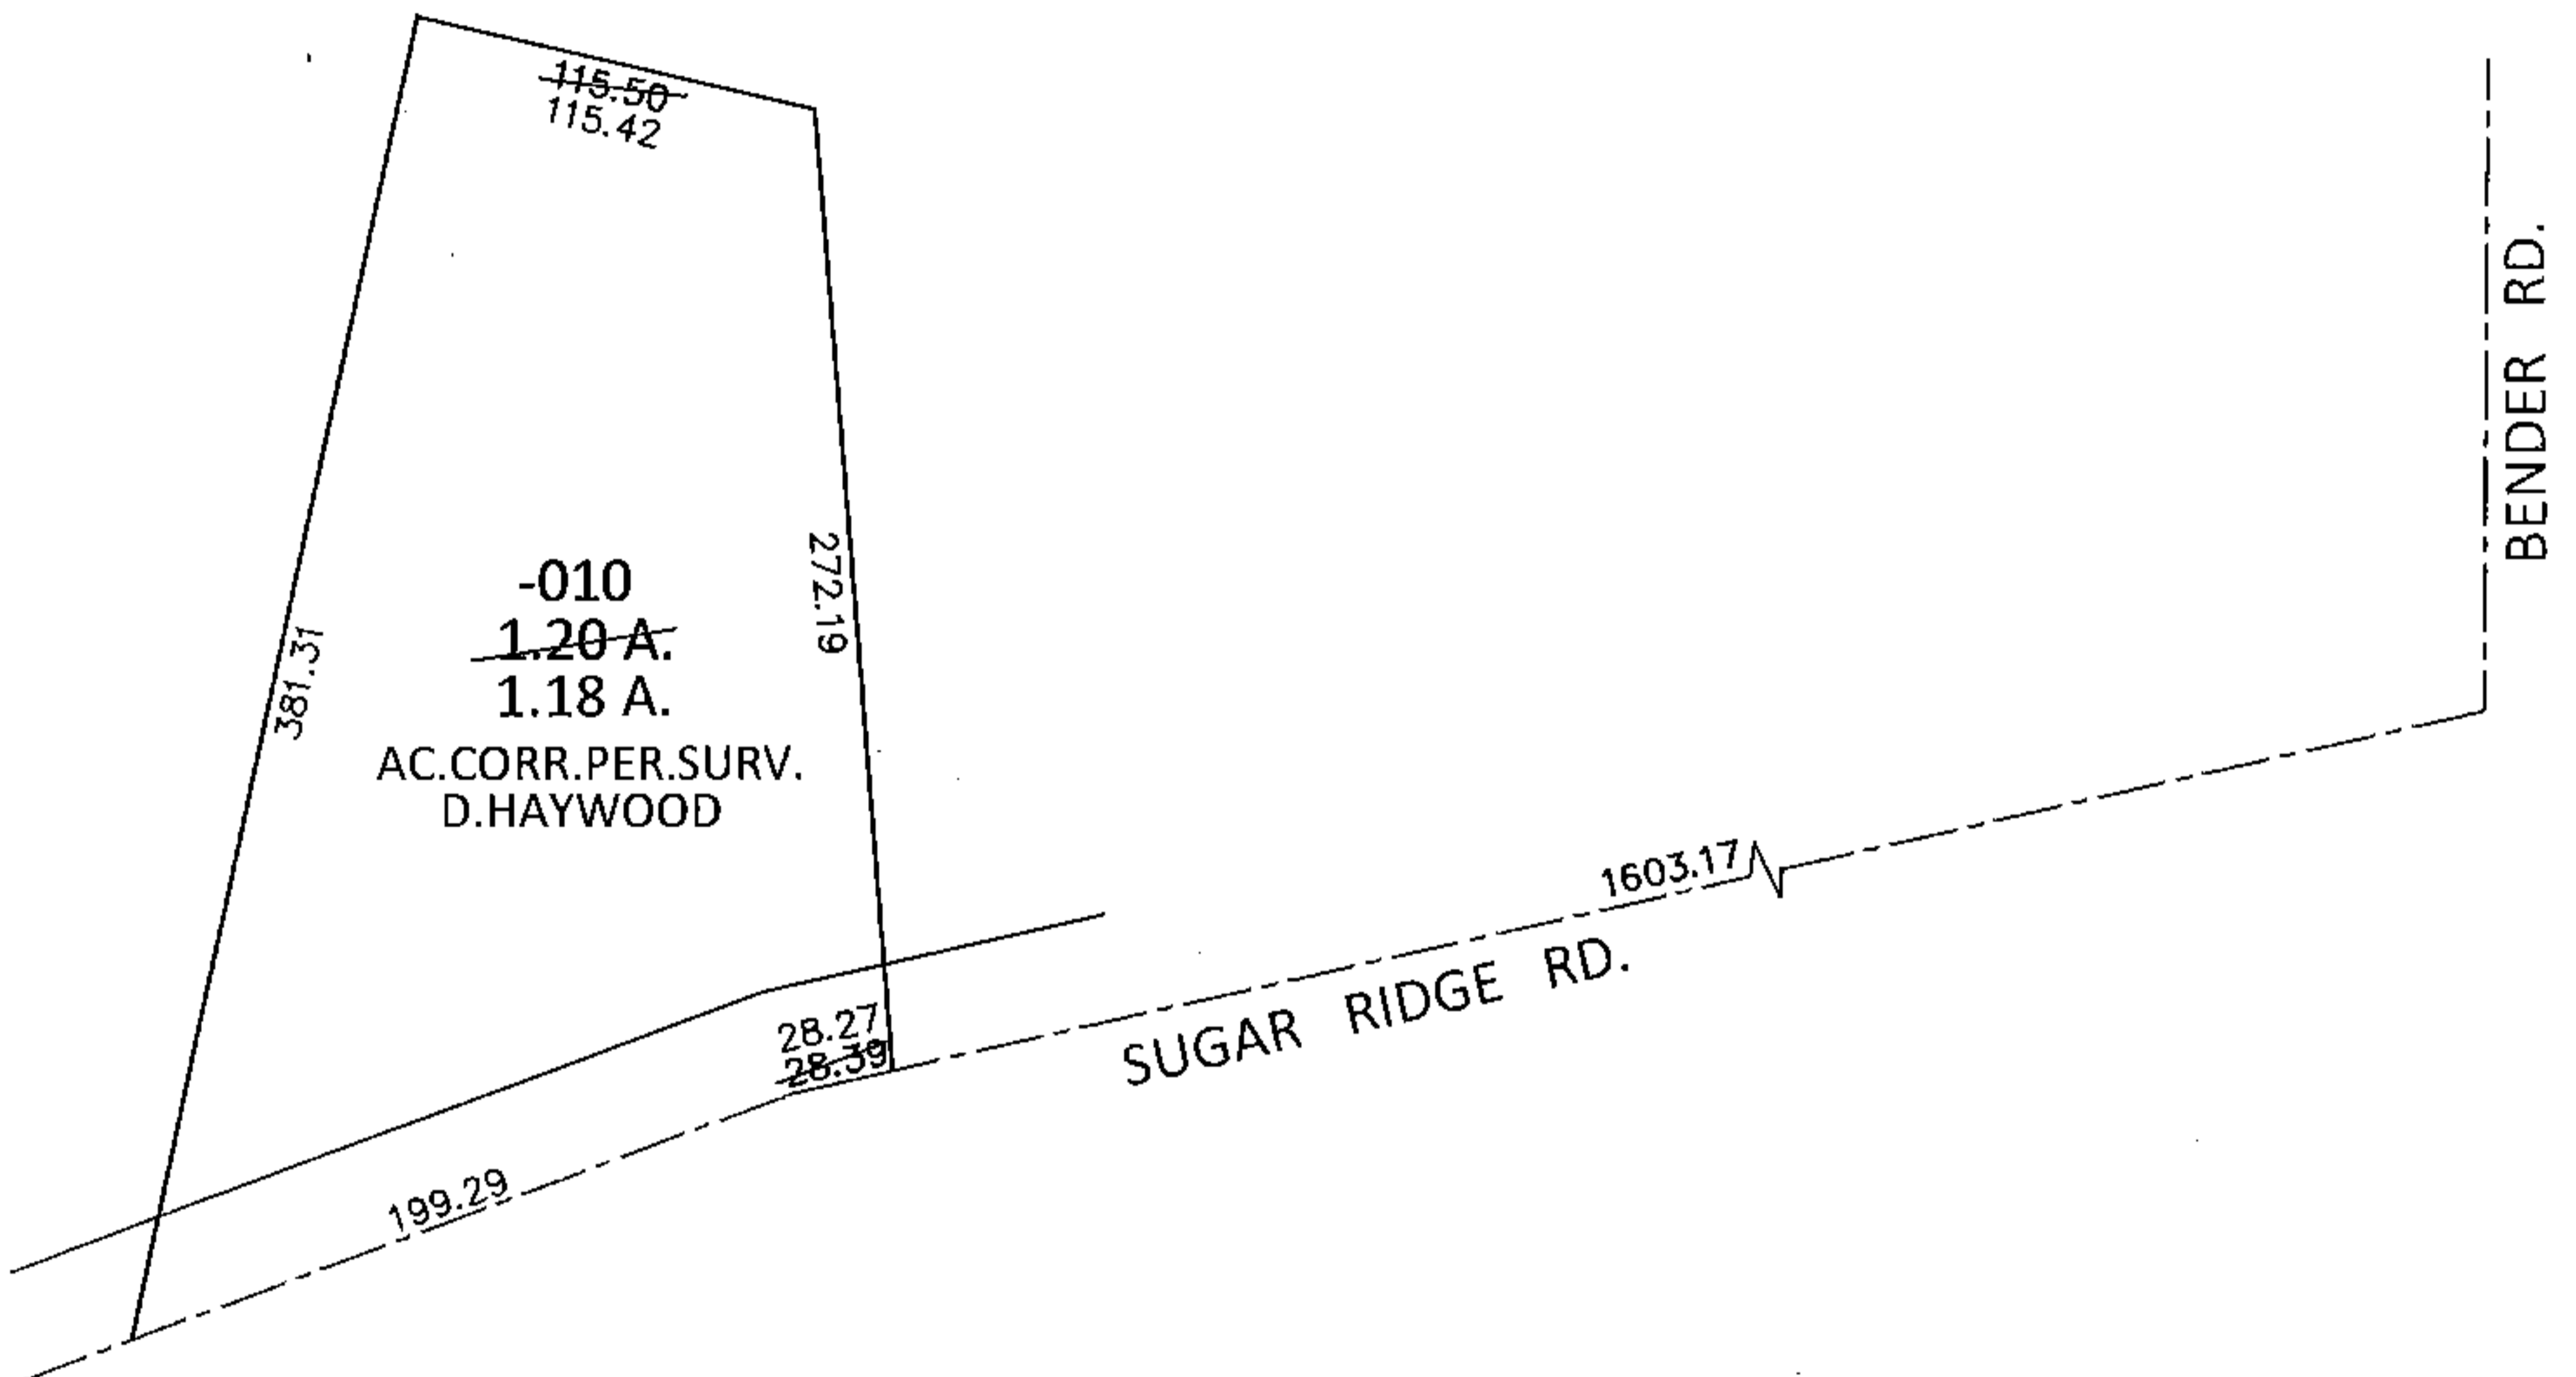 115.50
115.42
BENDER RD.
272.19
-010
1.20 A.
1.18 A.
381.31
AC.CORR.PER.SURV.
D.HAYWOOD
1603.17
SUGAR RIDGE RD.
28.27
28.39
199.29